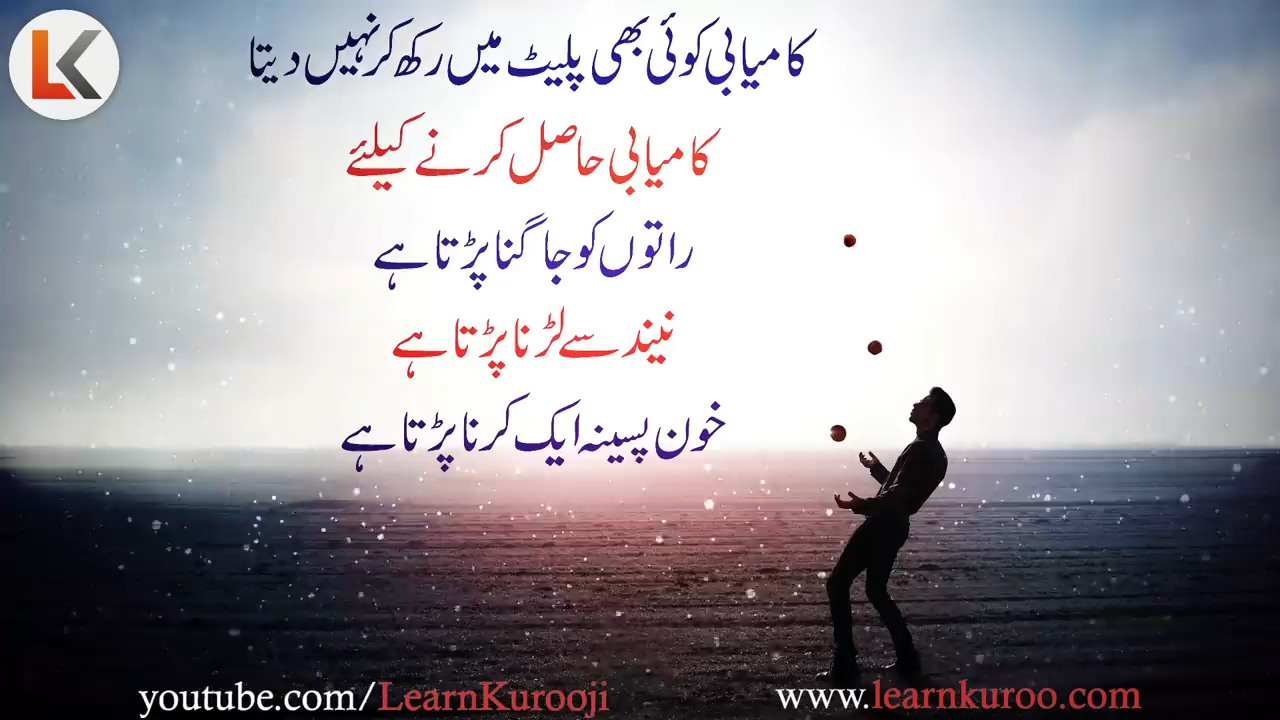 LK
کامیابی کوئی بھی پلیٹ میں رکھ کر نہیں دیتا
کامیابی حاصل کرنے کیلئے
راتوں کو جاگنا پڑتا ہے
نیند سے لڑنا پڑتا ہے
خون پسینہ ایک کرنا پڑتا ہے
youtube.com/LearnKurooji
www.learnkuroo.com